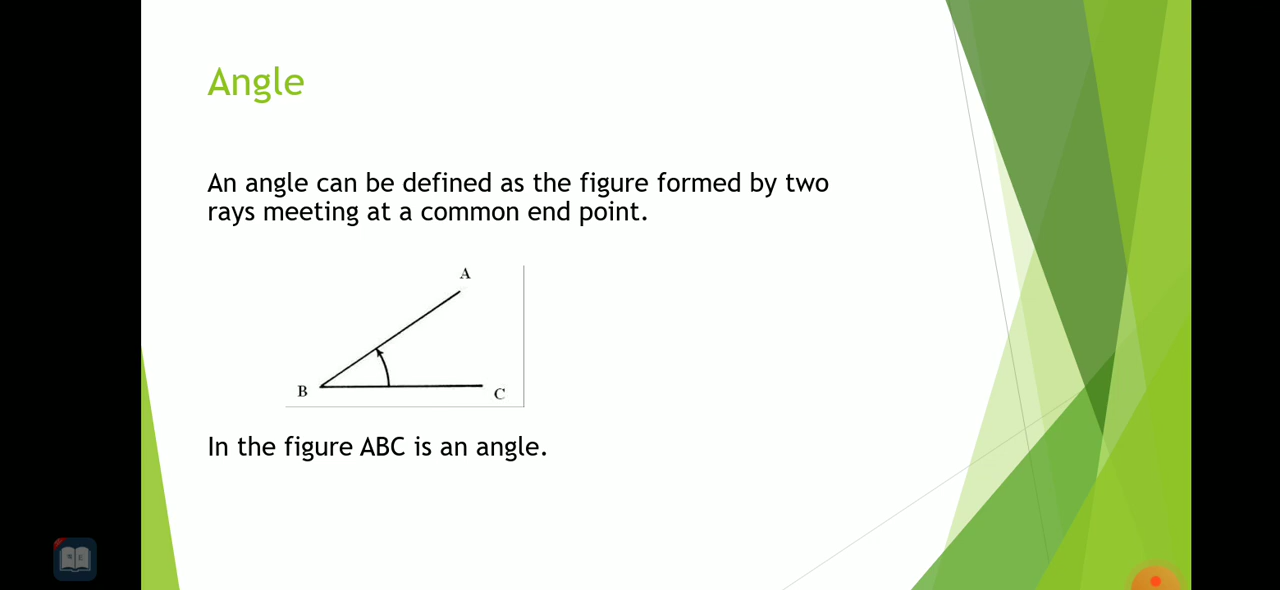 Angle
An angle can be defined as the figure formed by two
rays meeting at a common end point.
A
B
C
In the figure ABC is an angle.